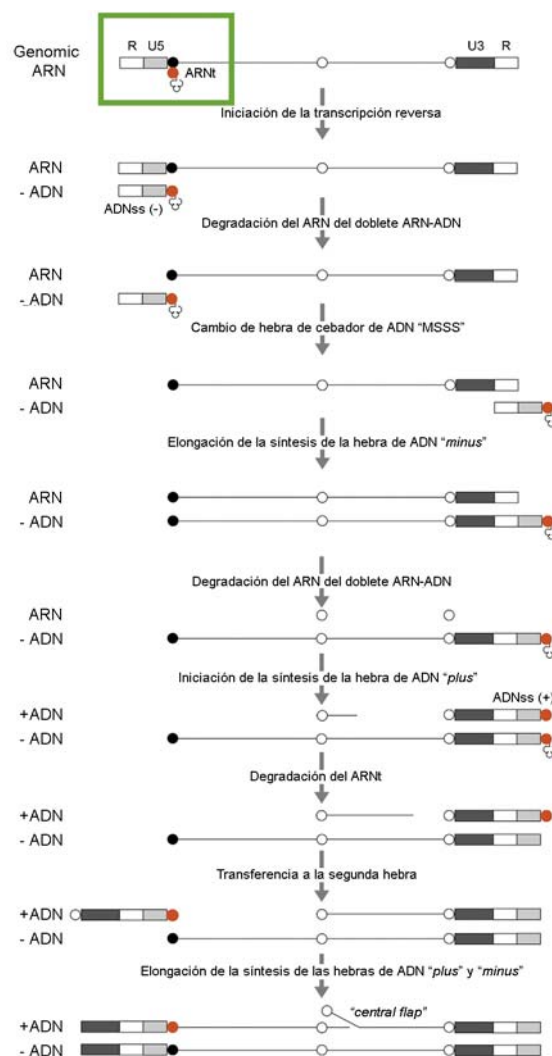 R U5 U3 R
Genomic
ARN
ARNt
Iniciación de la transcripción reversa
ARN
- ADN
ADNss (-)
Degradación del ARN del doblete ARN-ADN
ARN
- ADN
Cambio de hebra de cebador de ADN “MSSS”
ARN
- ADN
Elongación de la síntesis de la hebra de ADN “minus”
ARN
- ADN
Degradación del ARN del doblete ARN-ADN
ARN
- ADN
Iniciación de la síntesis de la hebra de ADN “plus”
ADNss (+)
+ADN
- ADN
Degradación del ARNt
+ADN
- ADN
Transferencia a la segunda hebra
+ADN
- ADN
Elongación de la síntesis de las hebras de ADN “plus” y “minus”
“central flap”
+ADN
- ADN